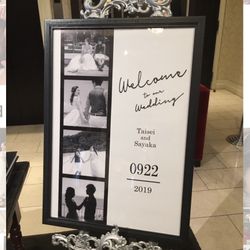 Welcome
to our
Wedding
Taisei
and
Sayaka
0922
2019